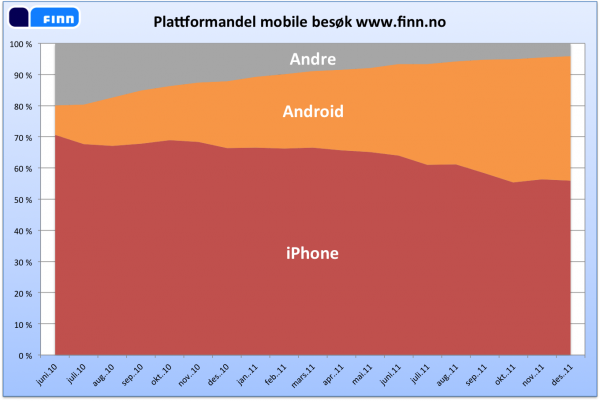 FINN
Plattformandel mobile besøk www.finn.no
100 %
90 %
80 %
70 %
60 %
50 %
40 %
30 %
20 %
10 %
0 %
Andre
Android
iPhone
juni.10
juli.10
aug..10
sep..10
okt..10
nov..10
des..10
jan..11
feb..11
mars.11
apr..11
mai.11
juni.11
juli.11
aug..11
sep..11
okt..11
nov..11
des.11